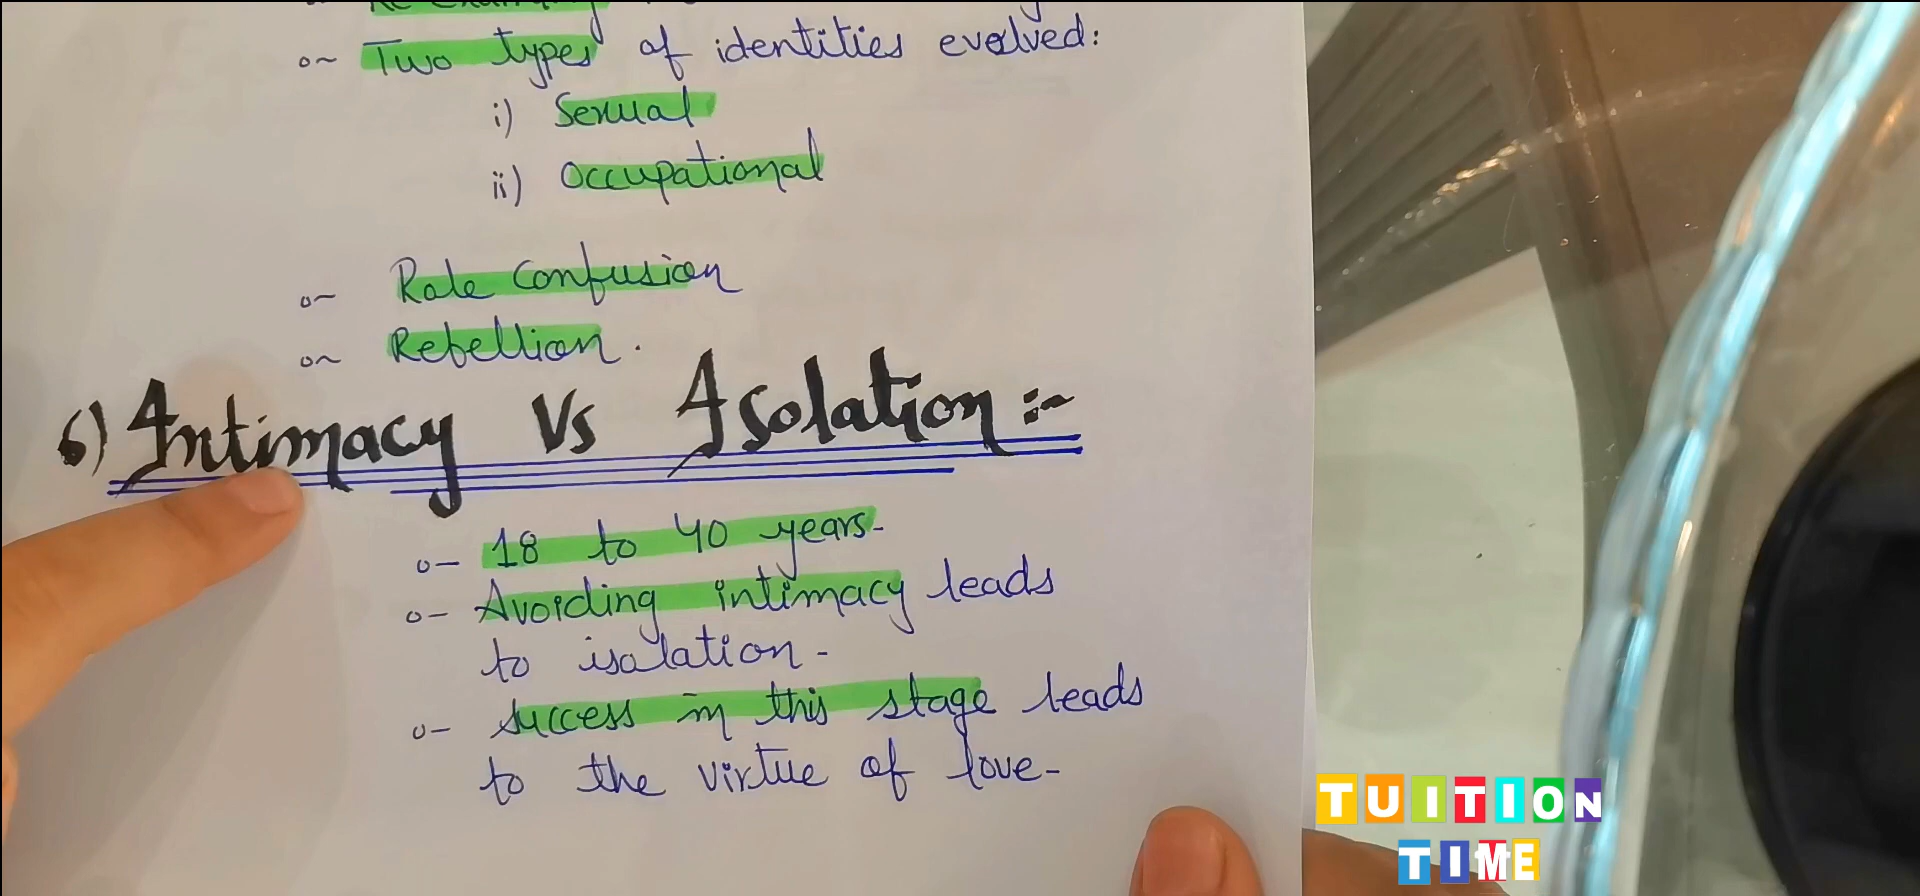 Two types of identities evolved:
i) Sexual
ii) Occupational
Role Confusion
Rebellion.
6) Intimacy Vs Isolation:-
18 to 40 years-
Avoiding intimacy leads
to isolation-
success in this stage leads
to the virtue of love-
TUITION
TIME